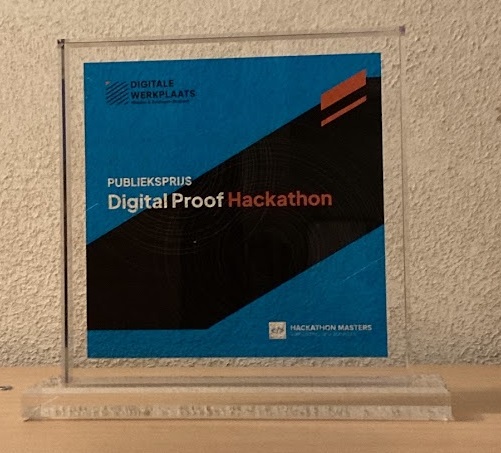 DIGITALE
WERKPLAATS
PUBLIEKSPRIJS
Digital Proof Hackathon
HACKATHON MASTERS